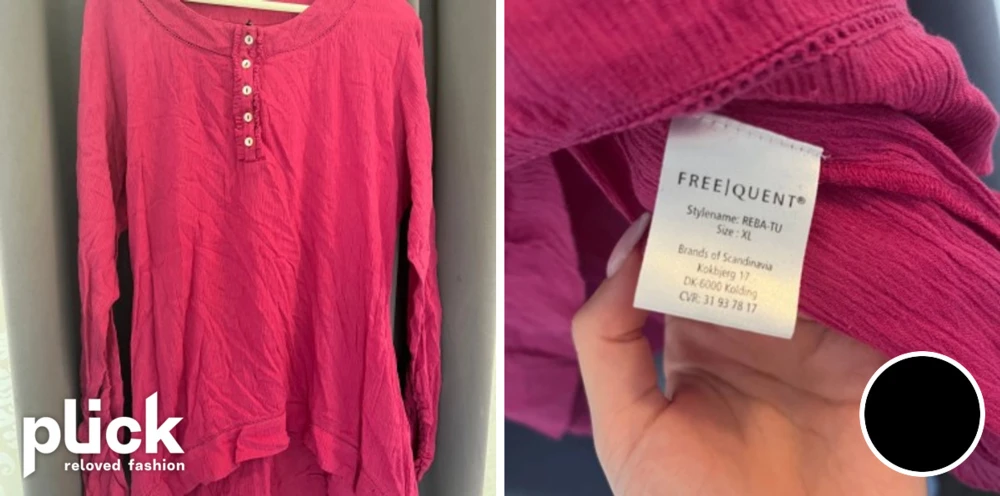 plick
reloved fashion
FREE|QUENT®
Stylename: REBA-TU
Size : XL
Brands of Scandinavia
Kokbjerg 17
DK-6000 Kolding
CVR: 31 93 78 17